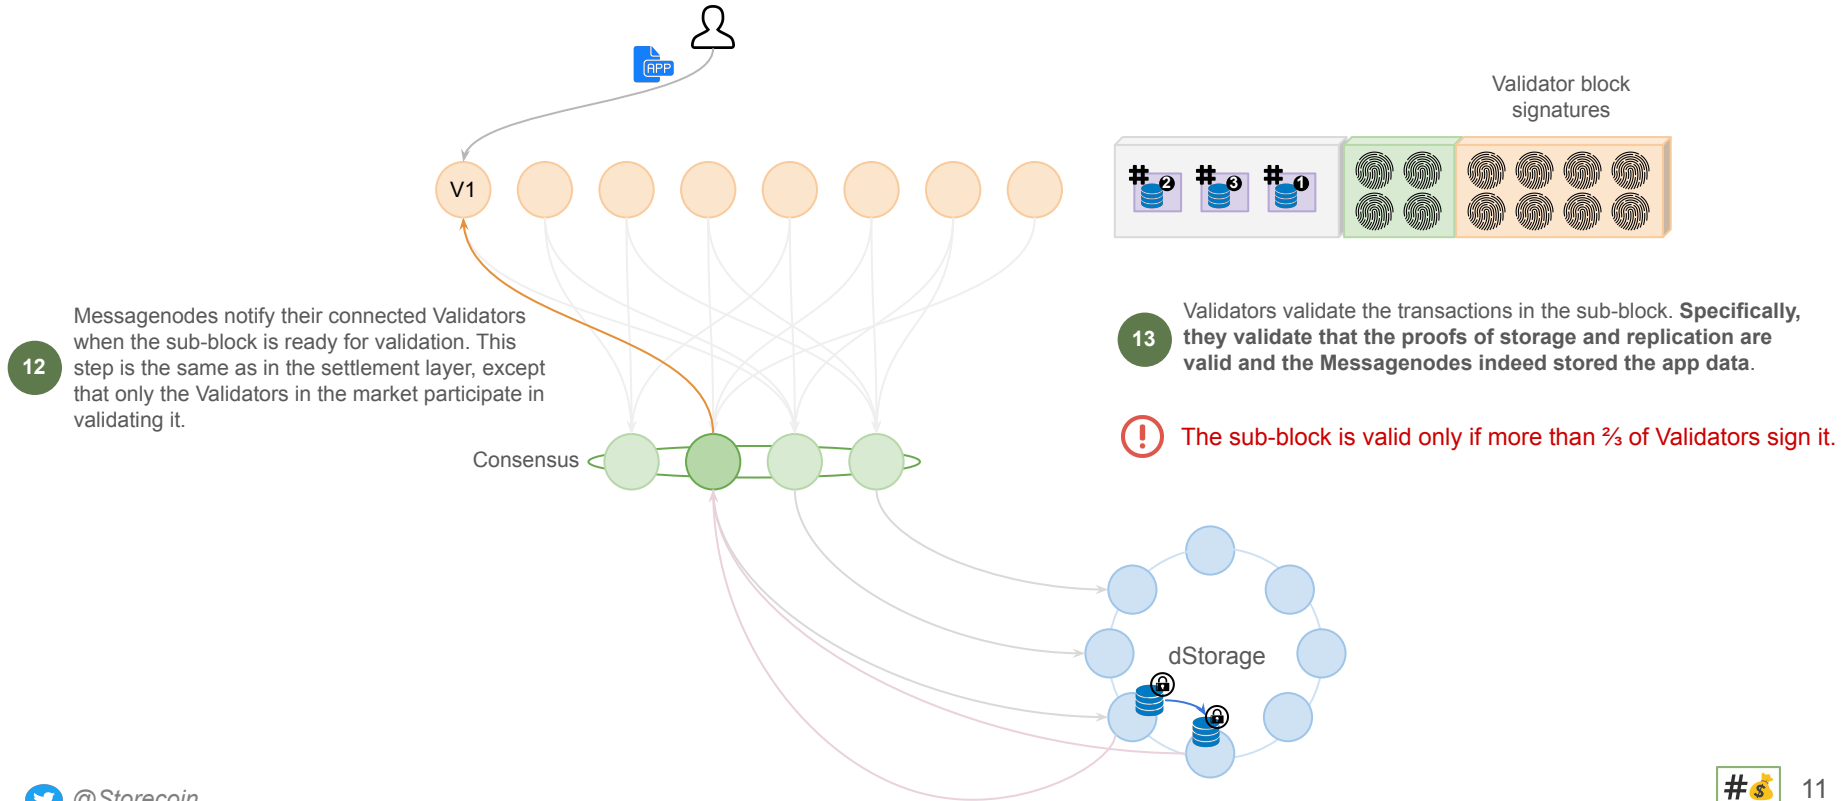 APP
Validator block
signatures
V1
# 2
# 3
# 1
Messagenodes notify their connected Validators
when the sub-block is ready for validation. This
step is the same as in the settlement layer, except
that only the Validators in the market participate in
validating it.
12
13
Validators validate the transactions in the sub-block. Specifically,
they validate that the proofs of storage and replication are
valid and the Messagenodes indeed stored the app data.
! The sub-block is valid only if more than ⅔ of Validators sign it.
Consensus
dStorage
@Storecoin
#
11